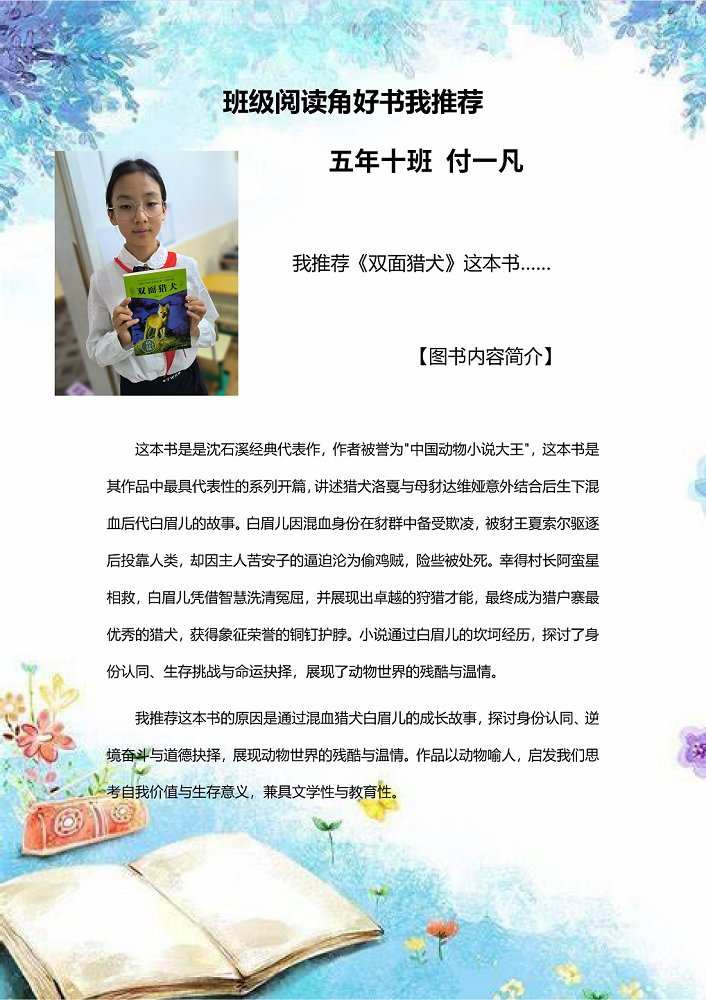 班级阅读角好书我推荐
五年十班 付一凡
我推荐《双面猎犬》这本书……
双面猎犬
【图书内容简介】
这本书是是沈石溪经典代表作，作者被誉为"中国动物小说大王"，这本书是
其作品中最具代表性的系列开篇，讲述猎犬洛戛与母豺达维娅意外结合后生下混
血后代白眉儿的故事。白眉儿因混血身份在豺群中备受欺凌，被豺王夏索尔驱逐
后投靠人类，却因主人苦安子的逼迫沦为偷鸡贼，险些被处死。幸得村长阿蛮星
相救，白眉儿凭借智慧洗清冤屈，并展现出卓越的狩猎才能，最终成为猎户寨最
优秀的猎犬，获得象征荣誉的铜钉护脖。小说通过白眉儿的坎坷经历，探讨了身
份认同、生存挑战与命运抉择，展现了动物世界的残酷与温情。
我推荐这本书的原因是通过混血猎犬白眉儿的成长故事，探讨身份认同、逆
境奋斗与道德抉择，展现动物世界的残酷与温情。作品以动物喻人，启发我们思
考自我价值与生存意义，兼具文学性与教育性。